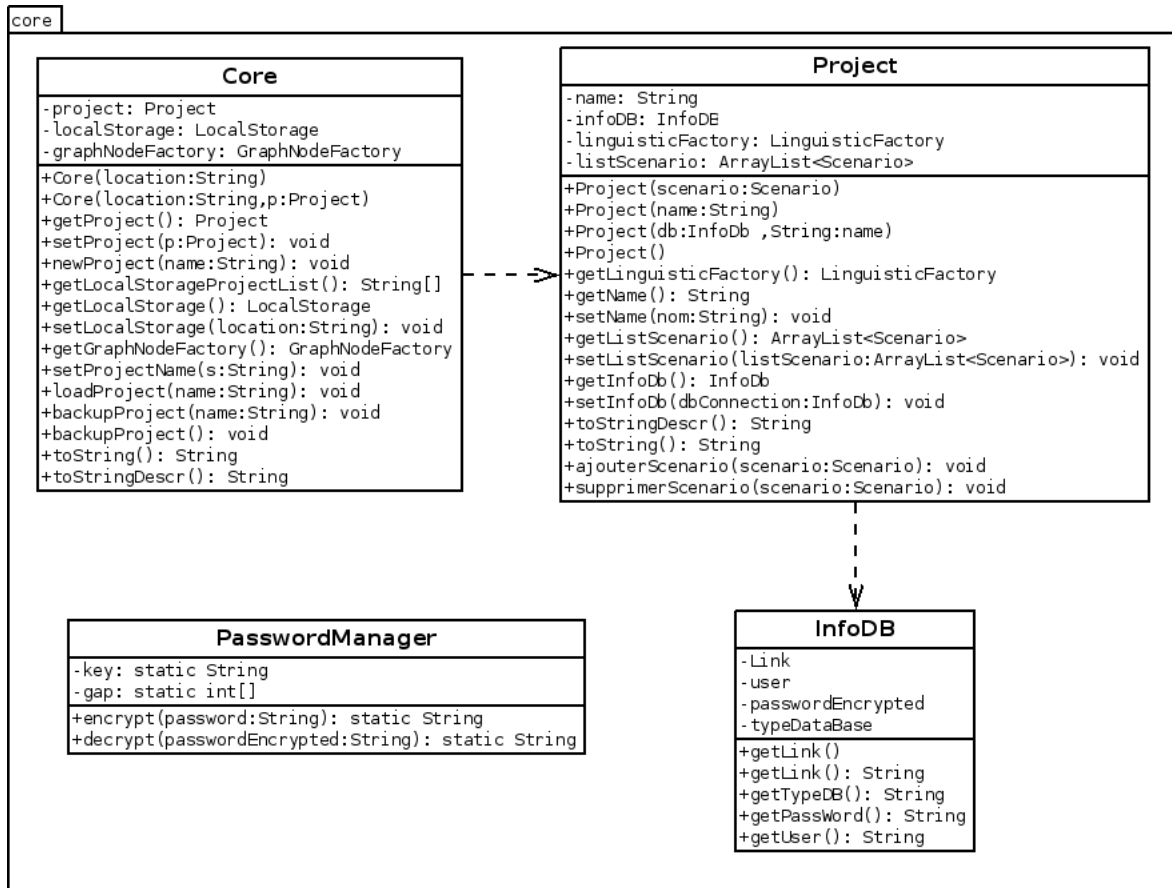 core
Core
-project: Project
-localStorage: LocalStorage
-graphNodeFactory: GraphNodeFactory
+Core(location:String)
+Core(location:String,p:Project)
+getProject(): Project
+setProject(p:Project): void
+newProject(name:String): void
+getLocalStorageProjectList(): String[]
+getLocalStorage(): LocalStorage
+setLocalStorage(location:String): void
+getGraphNodeFactory(): GraphNodeFactory
+setProjectName(s:String): void
+loadProject(name:String): void
+backupProject(name:String): void
+backupProject(): void
+toString(): String
+toStringDescr(): String
Project
-name: String
-infoDB: InfoDB
-linguisticFactory: LinguisticFactory
-listScenario: ArrayList<Scenario>
+Project(scenario:Scenario)
+Project(name:String)
+Project(db:InfoDb ,String:name)
+Project()
+getLinguisticFactory(): LinguisticFactory
+getName(): String
+setName(nom:String): void
+getListScenario(): ArrayList<Scenario>
+setListScenario(listScenario:ArrayList<Scenario>): void
+getInfoDb(): InfoDb
+setInfoDb(dbConnection:InfoDb): void
+toStringDescr(): String
+toString(): String
+ajouterScenario(scenario:Scenario): void
+supprimerScenario(scenario:Scenario): void
PasswordManager
-key: static String
-gap: static int[]
+encrypt(password:String): static String
+decrypt(passwordEncrypted:String): static String
InfoDB
-Link
-user
-passwordEncrypted
-typeDataBase
+getLink()
+getLink(): String
+getTypeDB(): String
+getPassWord(): String
+getUser(): String